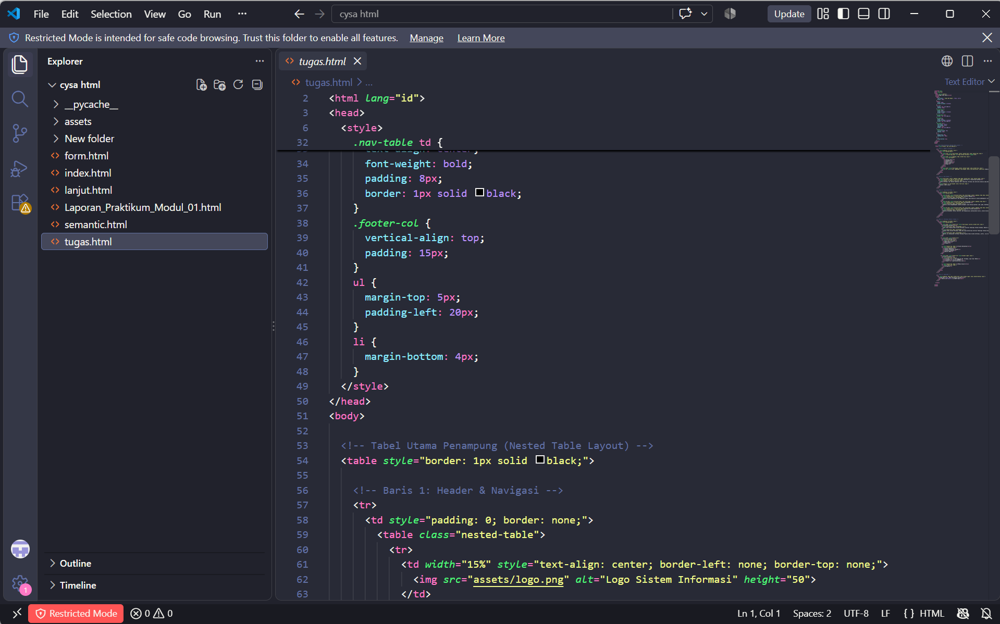 File Edit Selection View Go Run ···
cysa html
Update
Restricted Mode is intended for safe code browsing. Trust this folder to enable all features. Manage Learn More
Explorer
cysa html
__pycache__
assets
New folder
form.html
index.html
lanjut.html
Laporan_Praktikum_Modul_01.html
semantic.html
tugas.html
Outline
Timeline
tugas.html
tugas.html > ...
Text Editor
2 <html lang="id">
3 <head>
6 <style>
32 .nav-table td {
34 font-weight: bold;
35 padding: 8px;
36 border: 1px solid black;
37 }
38 .footer-col {
39 vertical-align: top;
40 padding: 15px;
41 }
42 ul {
43 margin-top: 5px;
44 padding-left: 20px;
45 }
46 li {
47 margin-bottom: 4px;
48 }
49 </style>
50 </head>
51 <body>
52
53 <!-- Tabel Utama Penampung (Nested Table Layout) -->
54 <table style="border: 1px solid black;">
55
56 <!-- Baris 1: Header & Navigasi -->
57 <tr>
58 <td style="padding: 0; border: none;">
59 <table class="nested-table">
60 <tr>
61 <td width="15%" style="text-align: center; border-left: none; border-top: none;">
62 <img src="assets/logo.png" alt="Logo Sistem Informasi" height="50">
63 </td>
1
Restricted Mode 0 0
Ln 1, Col 1 Spaces: 2 UTF-8 LF { } HTML